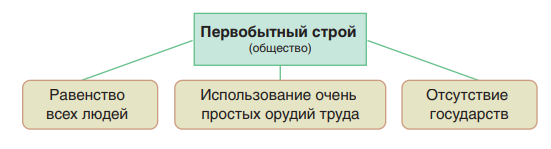 Первобытный строй
(общество)
Равенство
всех людей
Использование очень
простых орудий труда
Отсутствие
государств